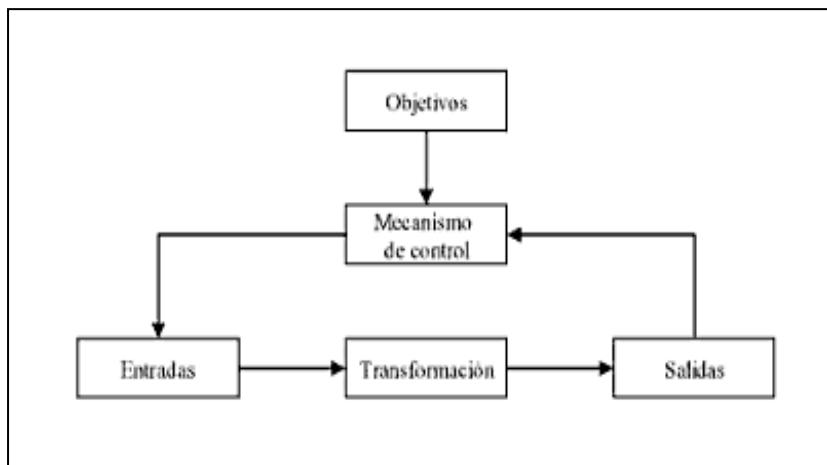 Objetivos
Mecanismo
de control
Entradas
Transformación
Salidas